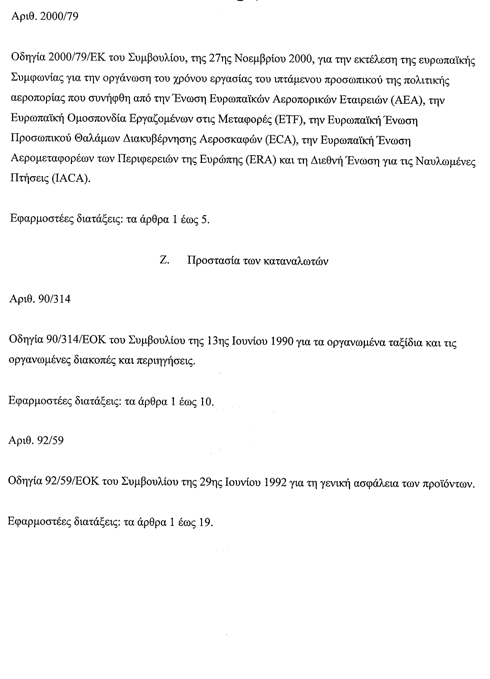 Αριθ. 2000/79
Οδηγία 2000/79/ΕΚ του Συμβουλίου, της 27ης Νοεμβρίου 2000, για την εκτέλεση της ευρωπαϊκής
Συμφωνίας για την οργάνωση του χρόνου εργασίας του ιπτάμενου προσωπικού της πολιτικής
αεροπορίας που συνήφθη από την Ένωση Ευρωπαϊκών Αεροπορικών Εταιρειών (AEA), την
Ευρωπαϊκή Ομοσπονδία Εργαζομένων στις Μεταφορές (ETF), την Ευρωπαϊκή Ένωση
Προσωπικού Θαλάμων Διακυβέρνησης Αεροσκαφών (ECA), την Ευρωπαϊκή Ένωση
Αερομεταφορέων των Περιφερειών της Ευρώπης (ERA) και τη Διεθνή Ένωση για τις Ναυλωμένες
Πτήσεις (IACA).
Εφαρμοστέες διατάξεις: τα άρθρα 1 έως 5.
Ζ. Προστασία των καταναλωτών
Αριθ. 90/314
Οδηγία 90/314/ΕΟΚ του Συμβουλίου της 13ης Ιουνίου 1990 για τα οργανωμένα ταξίδια και τις
οργανωμένες διακοπές και περιηγήσεις.
Εφαρμοστέες διατάξεις: τα άρθρα 1 έως 10.
Αριθ. 92/59
Οδηγία 92/59/ΕΟΚ του Συμβουλίου της 29ης Ιουνίου 1992 για τη γενική ασφάλεια των προϊόντων.
Εφαρμοστέες διατάξεις: τα άρθρα 1 έως 19.